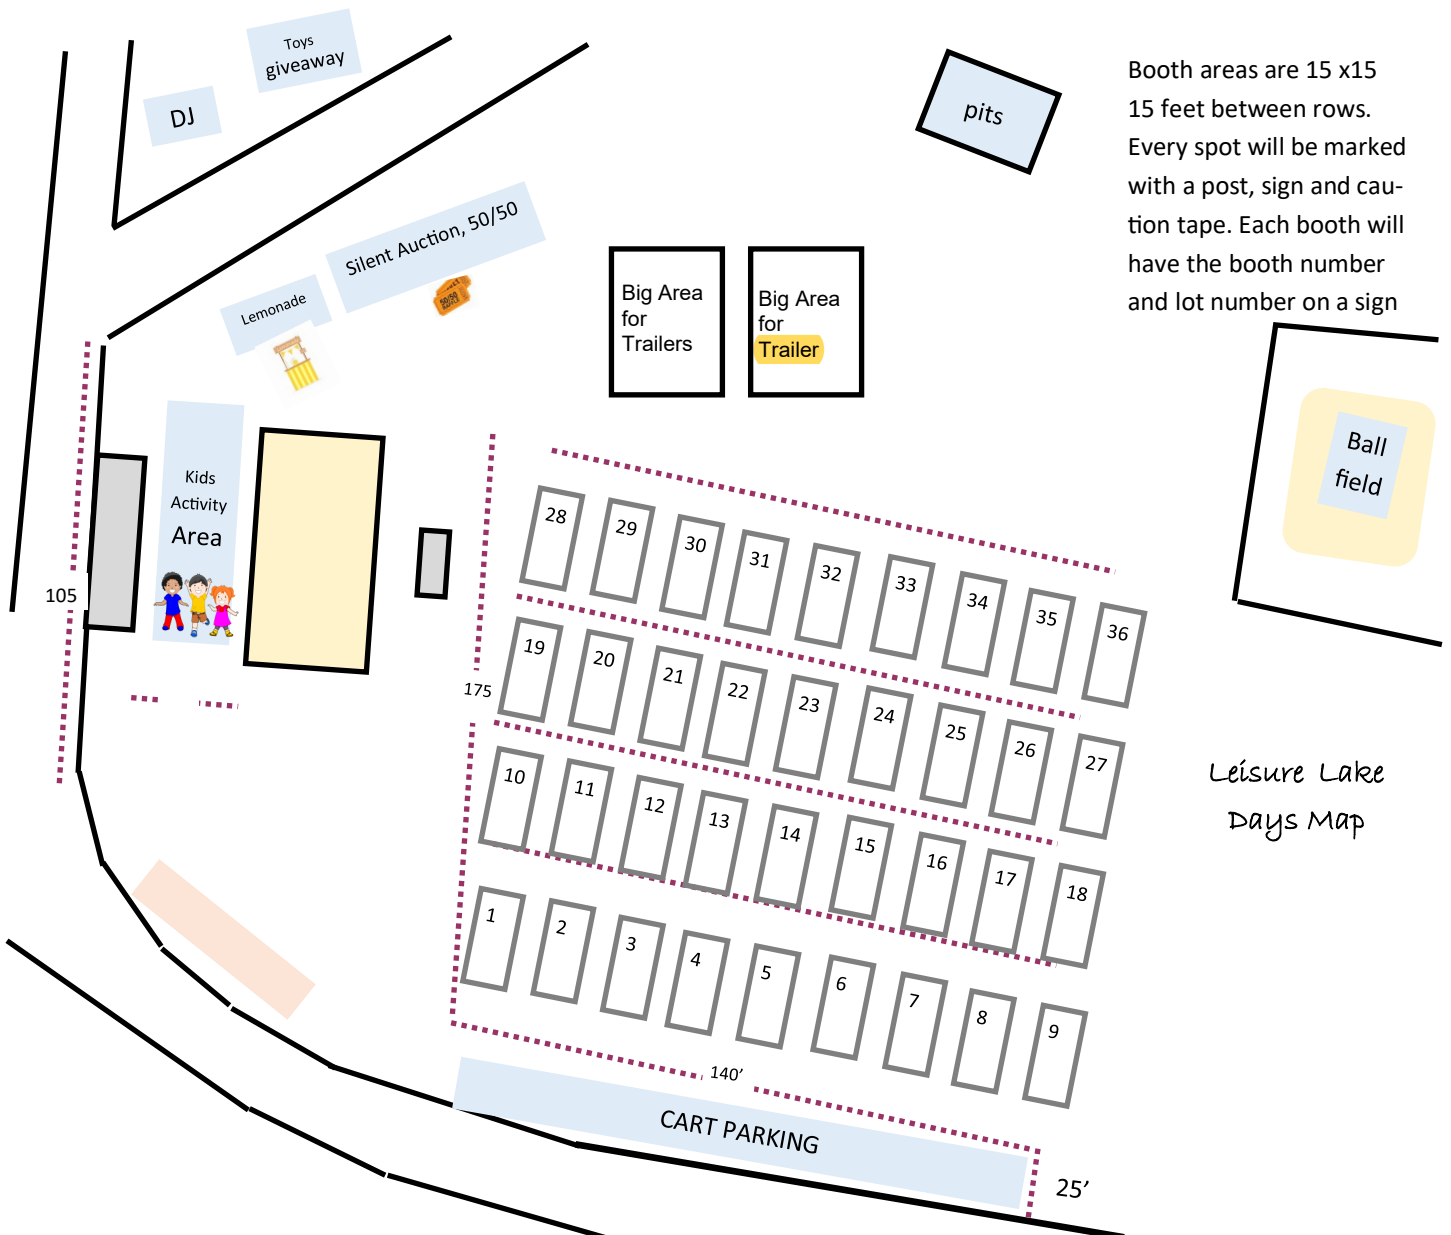 Toys
giveaway
DJ
pits
Booth areas are 15 x15
15 feet between rows.
Every spot will be marked
with a post, sign and cau-
tion tape. Each booth will
have the booth number
and lot number on a sign
Silent Auction, 50/50
50/50
Lemonade
Big Area
for
Trailers
Big Area
for
Trailer
Ball
field
Kids
Activity
Area
105
175
28
29
30
31
32
33
34
35
36
19
20
21
22
23
24
25
26
27
10
11
12
13
14
15
16
17
18
1
2
3
4
5
6
7
8
9
Leisure Lake
Days Map
140’
CART PARKING
25’